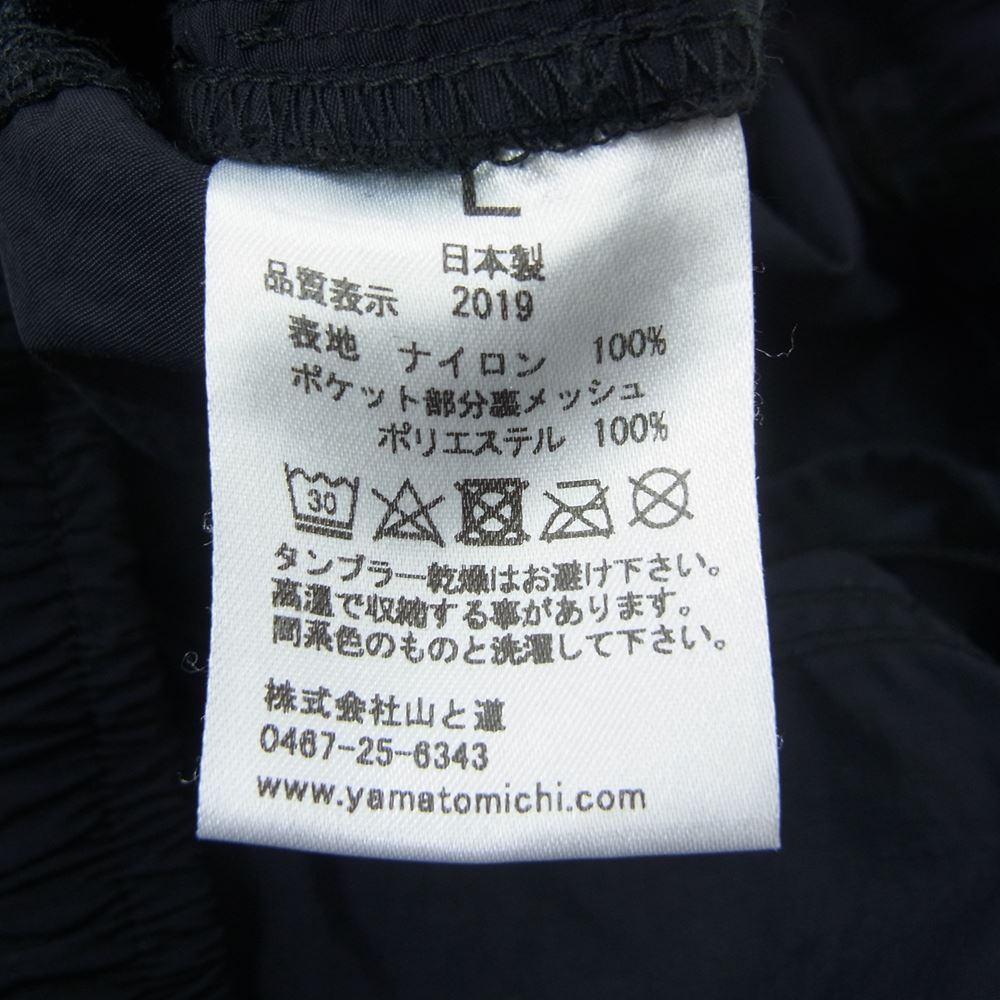 L
日本製
品質表示 2019
表地 ナイロン 100%
ポケット部分裏メッシュ
ポリエステル 100%
30
タンブラー乾燥はお避け下さい。
高温で収納する事があります。
同系色のものと洗濯して下さい。
株式会社山と道
0467-25-6343
www.yamatomichi.com